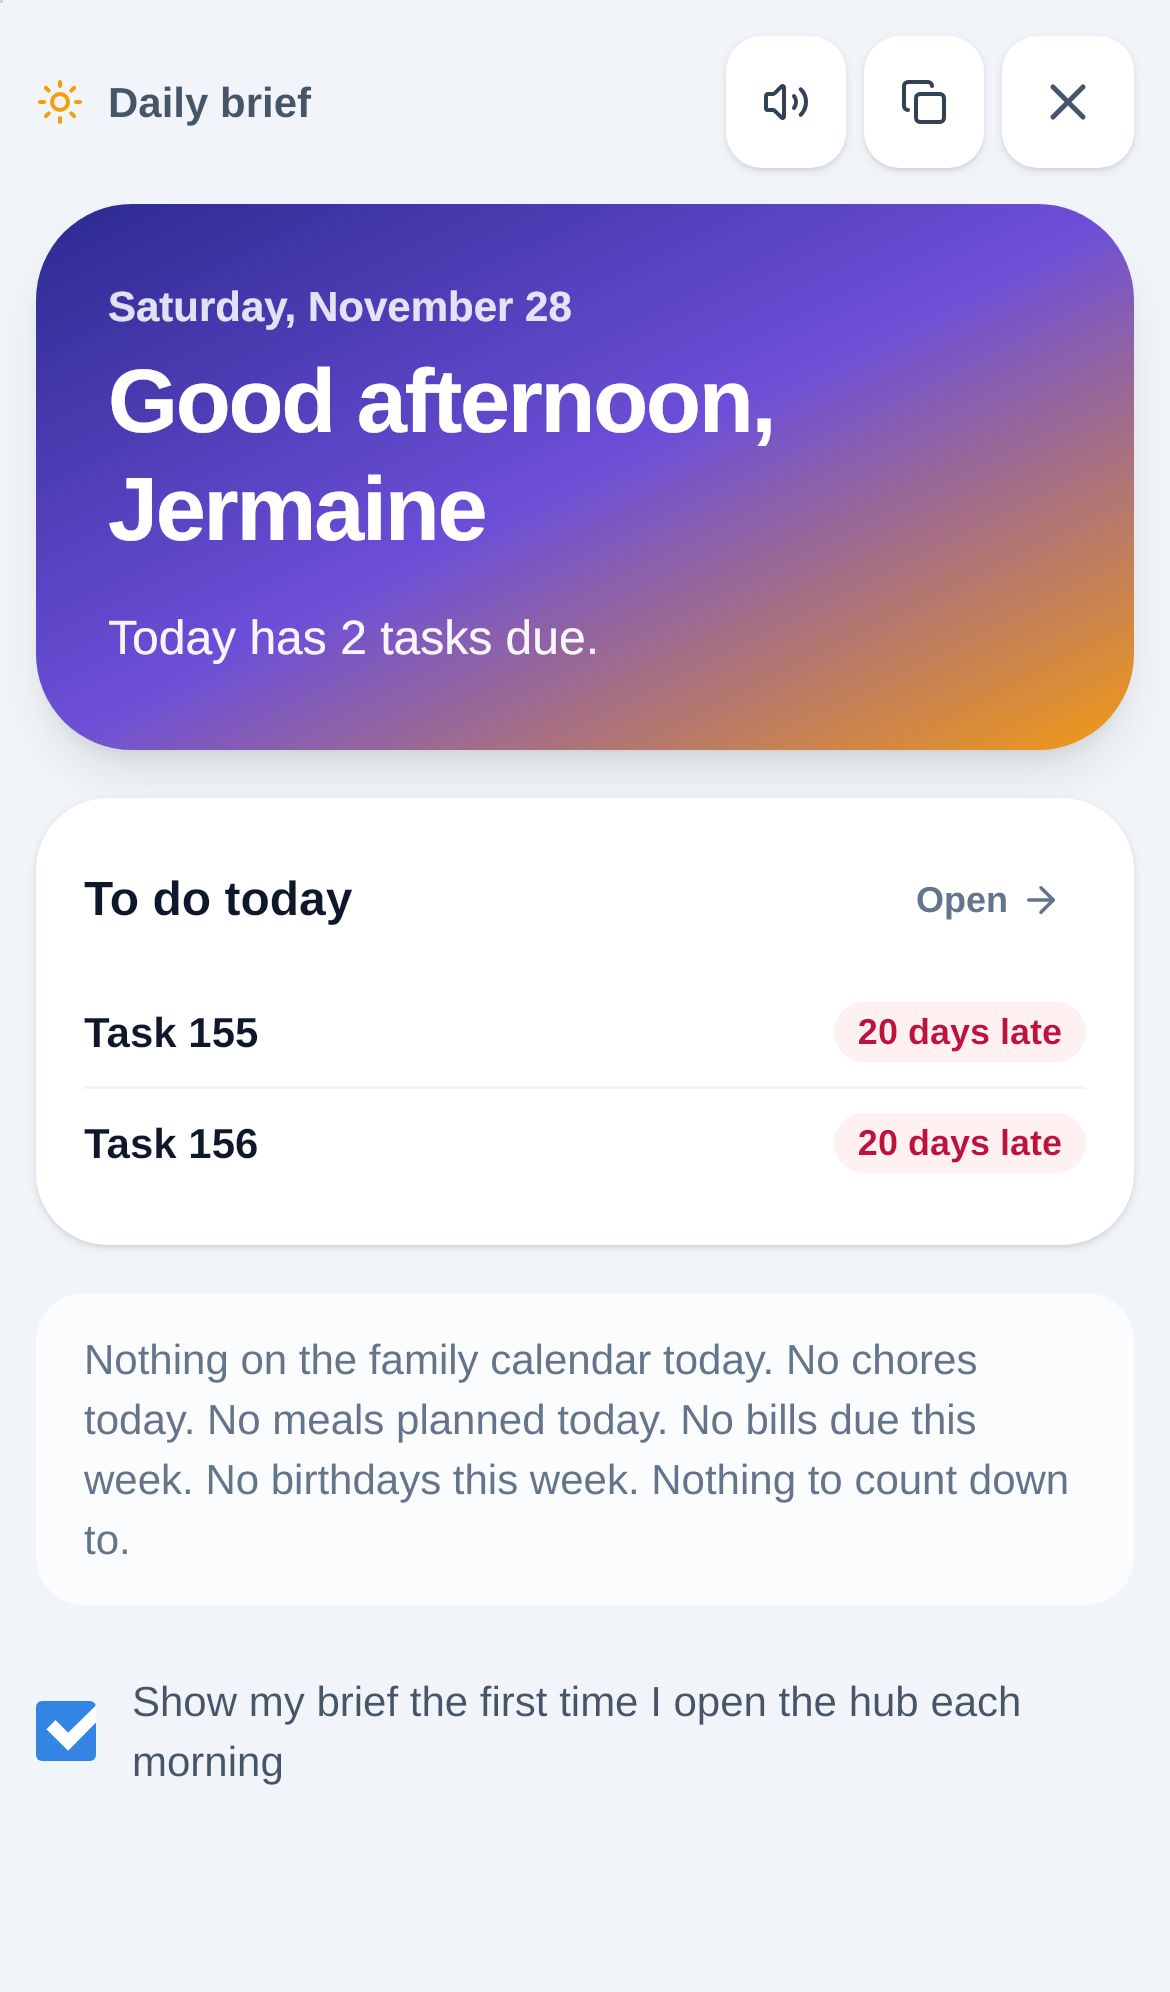 Daily brief
Saturday, November 28
Good afternoon,
Jermaine
Today has 2 tasks due.
To do today
Open
Task 155
20 days late
Task 156
20 days late
Nothing on the family calendar today. No chores
today. No meals planned today. No bills due this
week. No birthdays this week. Nothing to count down
to.
Show my brief the first time I open the hub each
morning